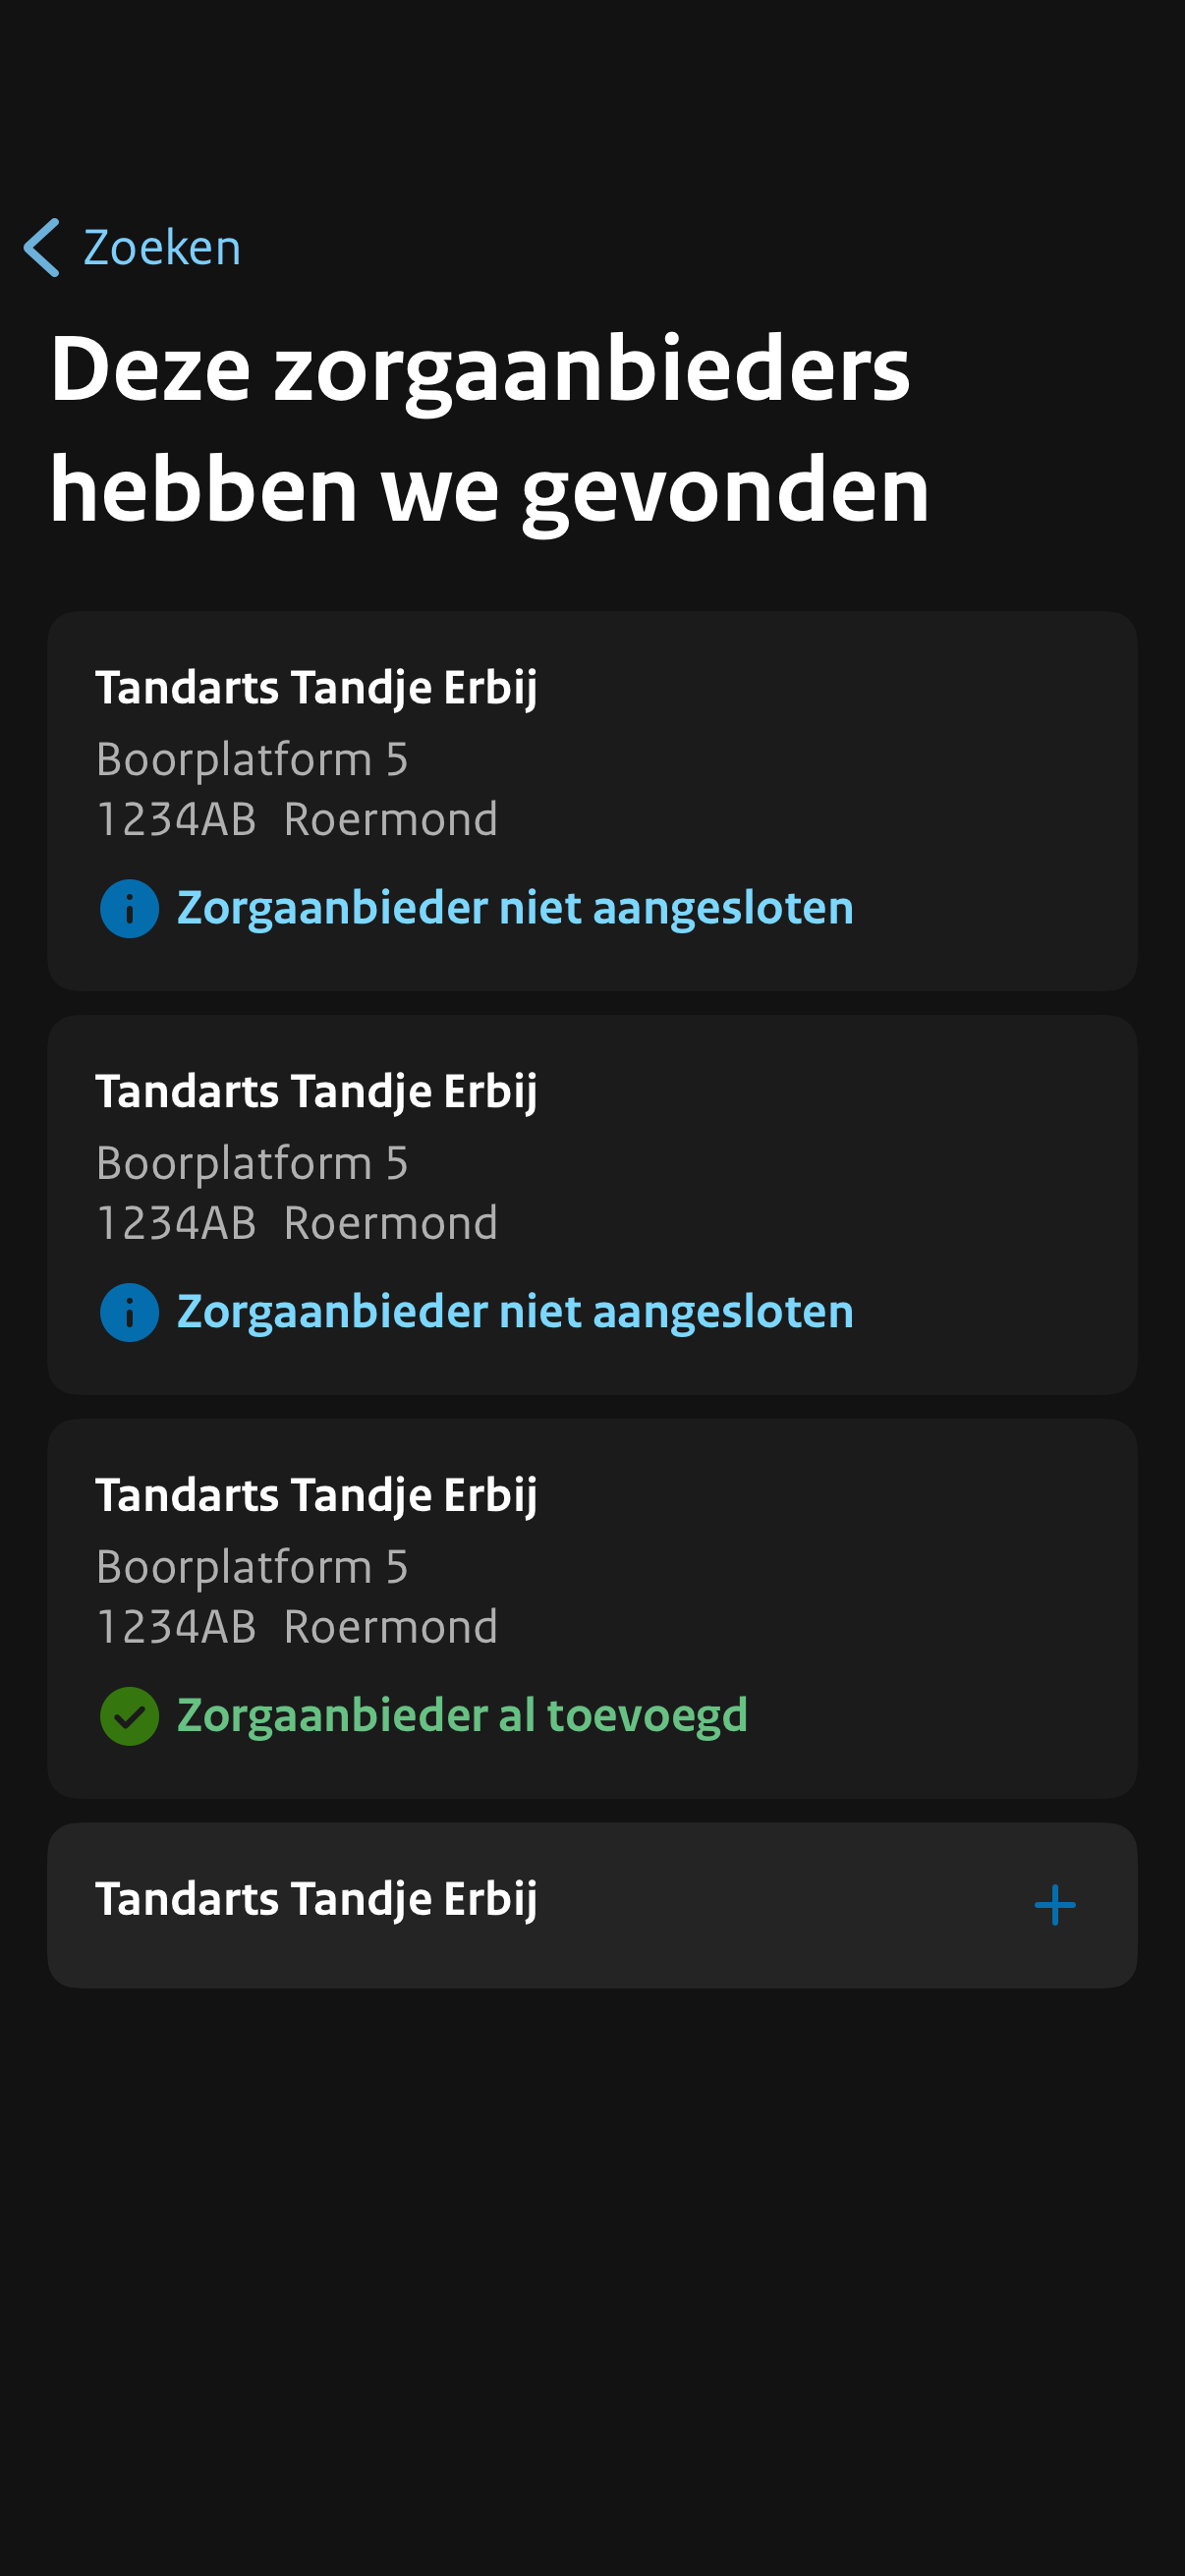 Zoeken
Deze zorgaanbieders
hebben we gevonden
Tandarts Tandje Erbij
Boorplatform 5
1234AB Roermond
Zorgaanbieder niet aangesloten
Tandarts Tandje Erbij
Boorplatform 5
1234AB Roermond
Zorgaanbieder niet aangesloten
Tandarts Tandje Erbij
Boorplatform 5
1234AB Roermond
Zorgaanbieder al toevoegd
Tandarts Tandje Erbij